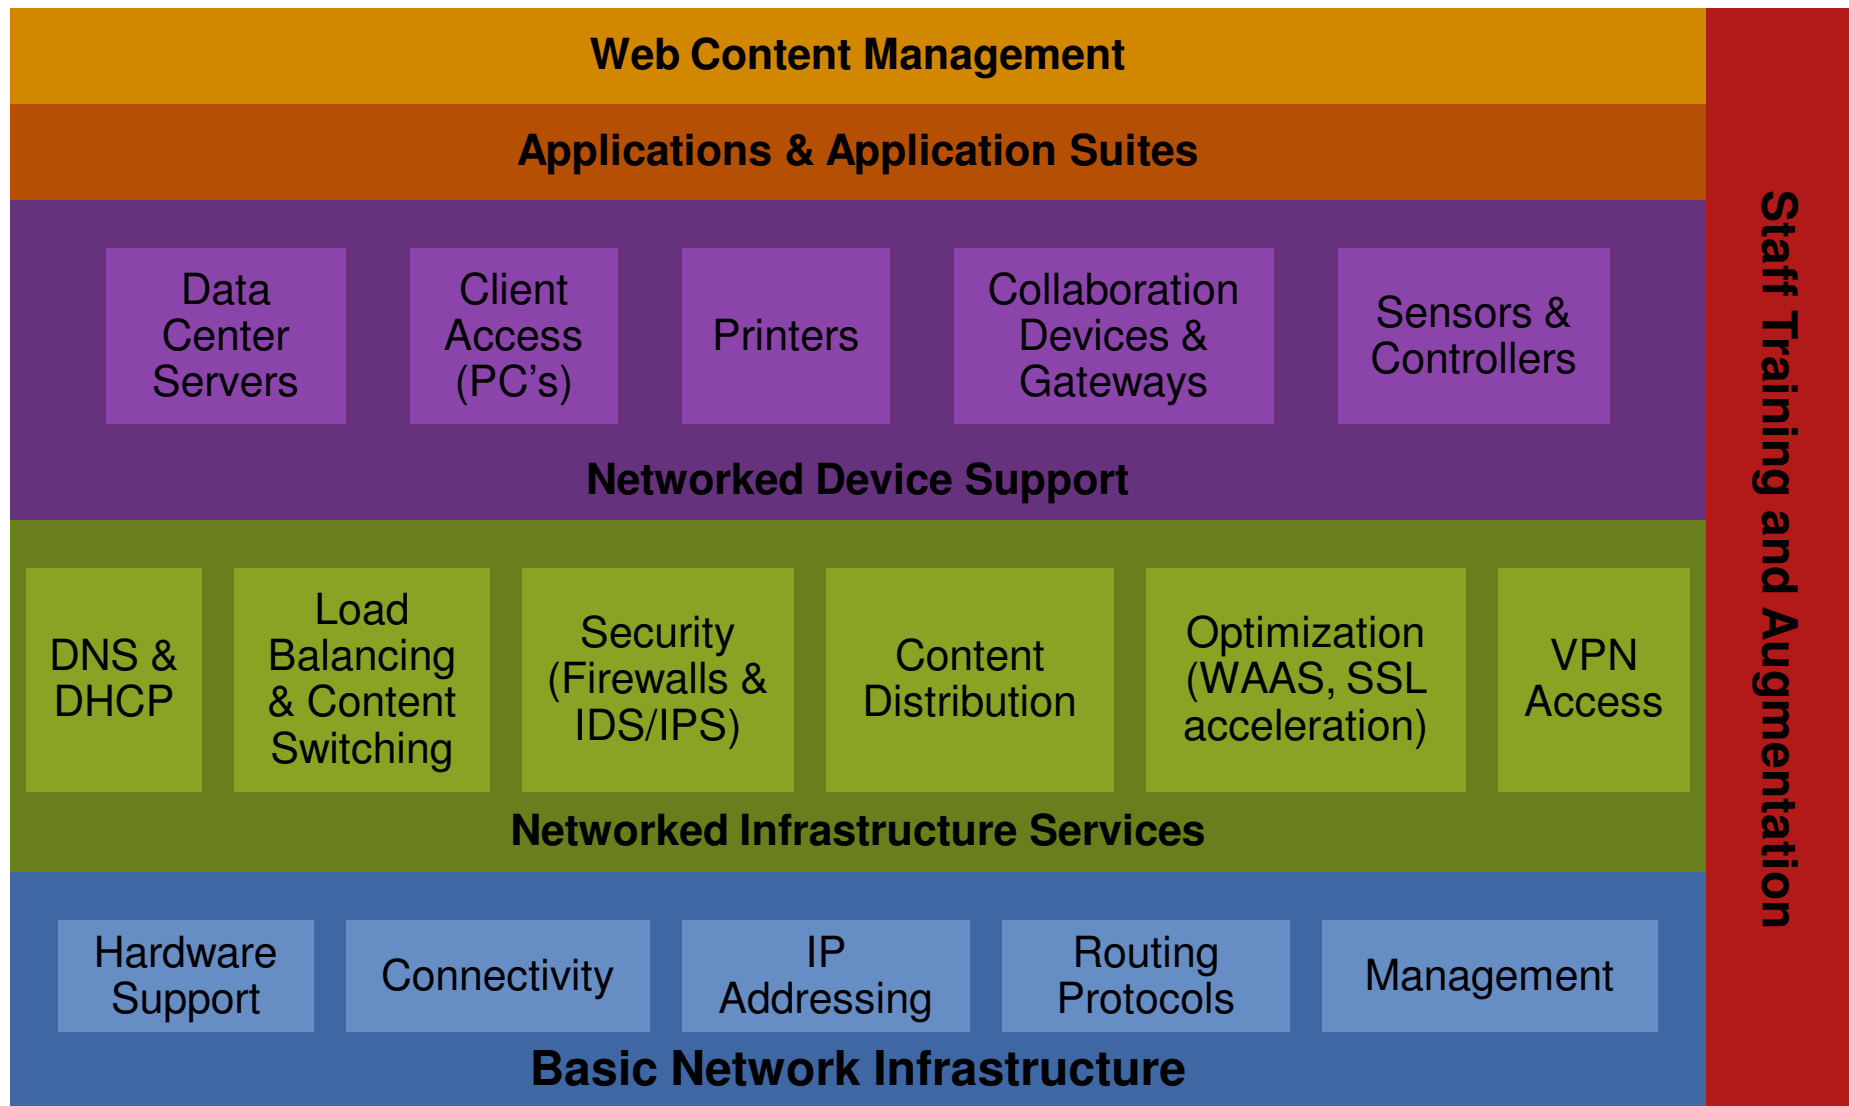 Web Content Management
Applications & Application Suites
Data
Center
Servers
Client
Access
(PC's)
Printers
Collaboration
Devices &
Gateways
Sensors &
Controllers
Networked Device Support
DNS &
DHCP
Load
Balancing
& Content
Switching
Security
(Firewalls &
IDS/IPS)
Content
Distribution
Optimization
(WAAS, SSL
acceleration)
VPN
Access
Networked Infrastructure Services
Hardware
Support
Connectivity
IP
Addressing
Routing
Protocols
Management
Basic Network Infrastructure
Staff Training and Augmentation